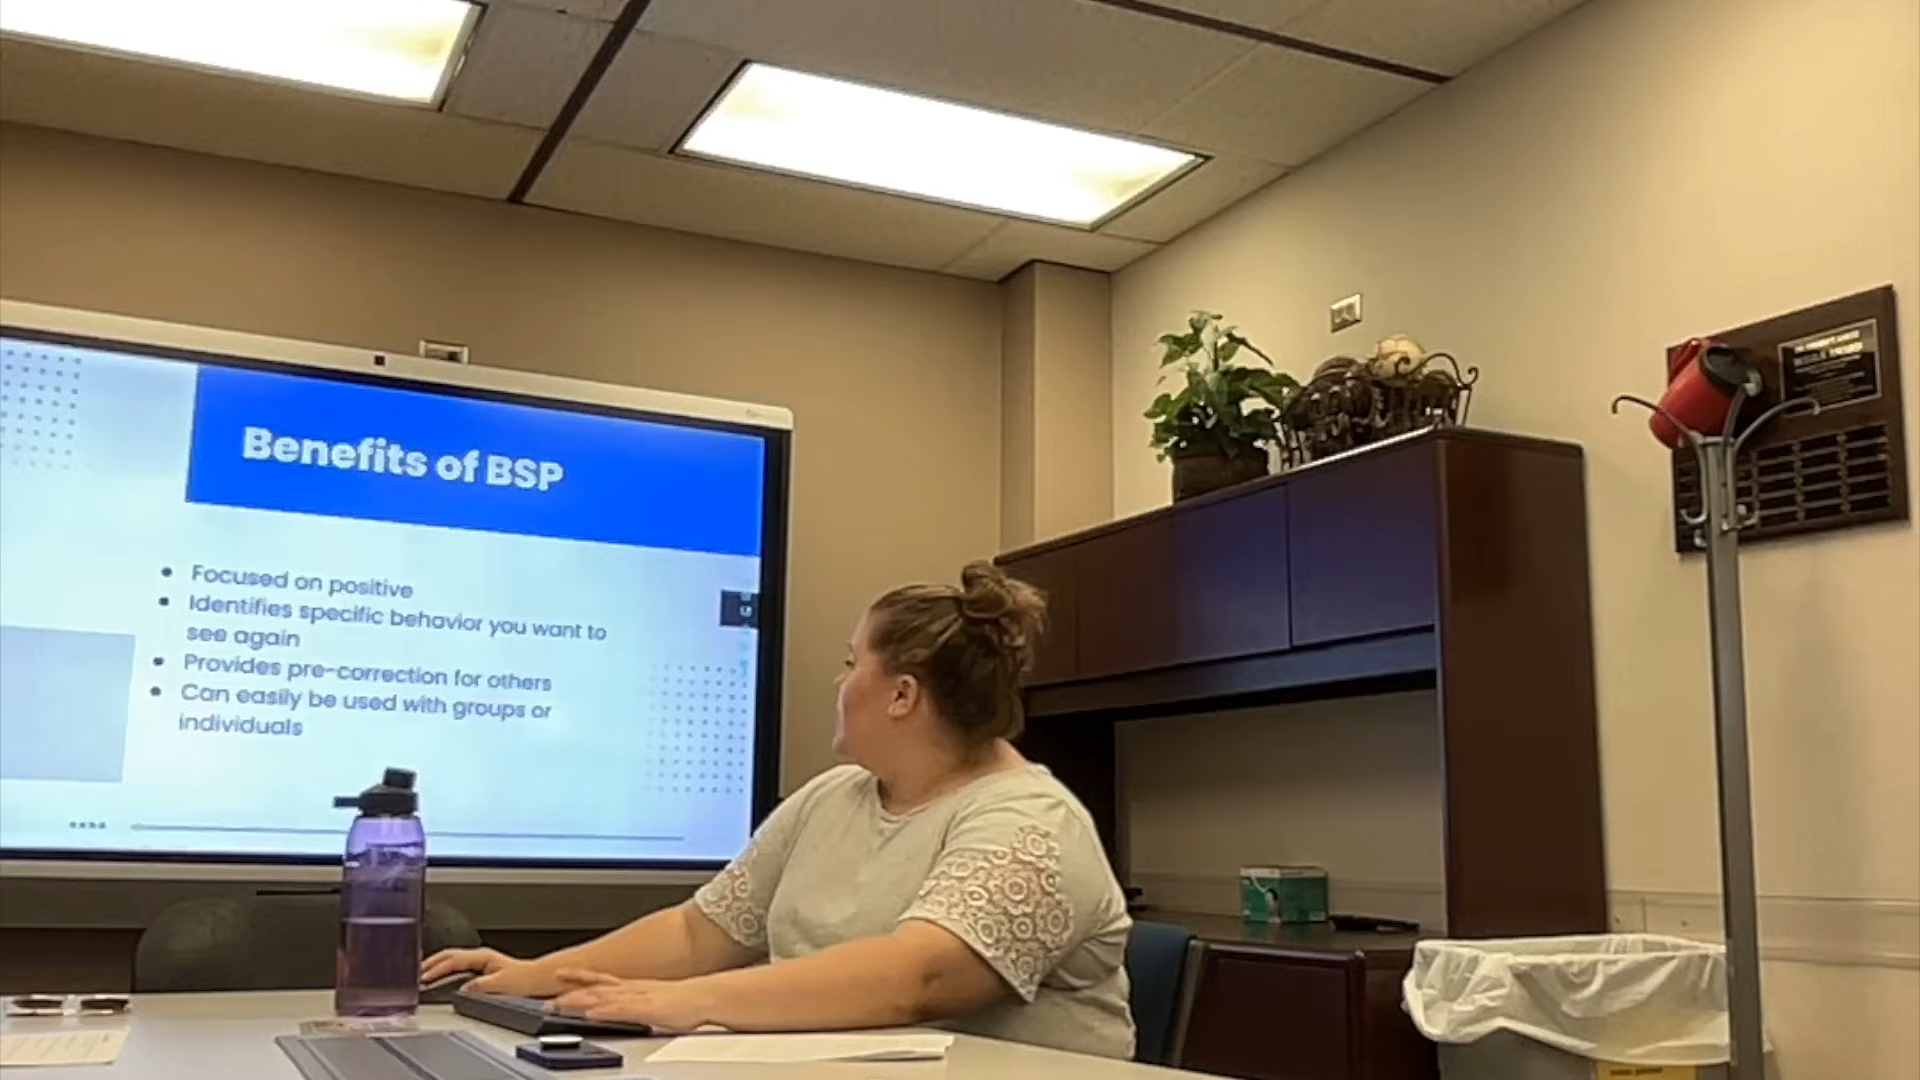 Benefits of BSP
• Focused on positive
• Identifies specific behavior you want to
see again
• Provides pre-correction for others
• Can easily be used with groups or
individuals